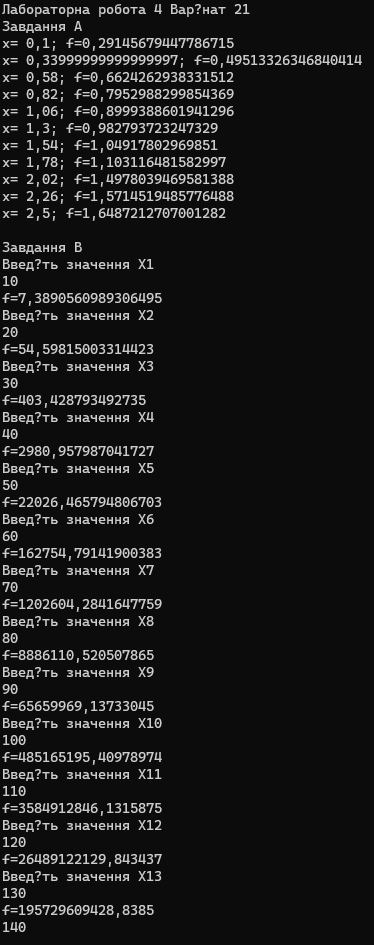 Лабораторна робота 4 Вар?нат 21
Завдання А
x= 0,1; f=0,29145679447786715
x= 0,33999999999999997; f=0,49513326346840414
x= 0,58; f=0,6624262938331512
x= 0,82; f=0,7952988299854369
x= 1,06; f=0,8999388601941296
x= 1,3; f=0,982793723247329
x= 1,54; f=1,04917802969851
x= 1,78; f=1,103116481582997
x= 2,02; f=1,4978039469581388
x= 2,26; f=1,5714519485776488
x= 2,5; f=1,6487212707001282

Завдання В
Введ?ть значення X1
10
f=7,3890560989306495
Введ?ть значення X2
20
f=54,59815003314423
Введ?ть значення X3
30
f=403,428793492735
Введ?ть значення X4
40
f=2980,957987041727
Введ?ть значення X5
50
f=22026,465794806703
Введ?ть значення X6
60
f=162754,79141900383
Введ?ть значення X7
70
f=1202604,2841647759
Введ?ть значення X8
80
f=8886110,520507865
Введ?ть значення X9
90
f=65659969,13733045
Введ?ть значення X10
100
f=485165195,40978974
Введ?ть значення X11
110
f=3584912846,1315875
Введ?ть значення X12
120
f=26489122129,843437
Введ?ть значення X13
130
f=195729609428,8385
140